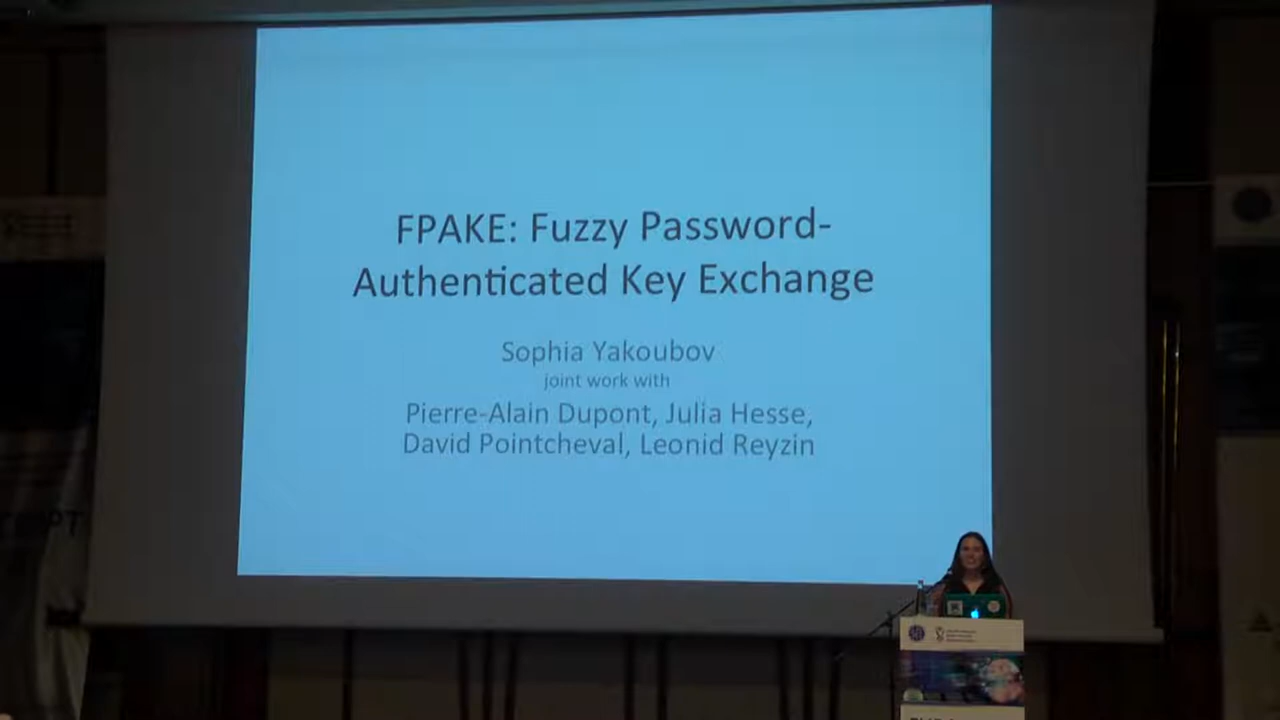 FPAKE: Fuzzy Password-
Authenticated Key Exchange
Sophia Yakoubov
joint work with
Pierre-Alain Dupont, Julia Hesse,
David Pointcheval, Leonid Reyzin